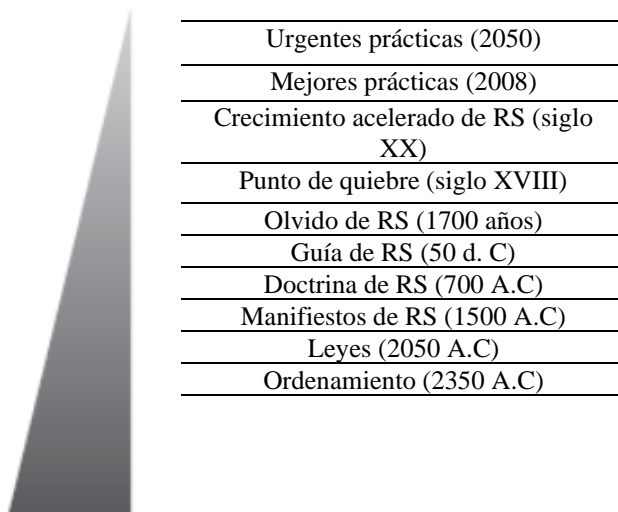 Urgentes prácticas (2050)
Mejores prácticas (2008)
Crecimiento acelerado de RS (siglo
XX)
Punto de quiebre (siglo XVIII)
Olvido de RS (1700 años)
Guía de RS (50 d. C)
Doctrina de RS (700 A.C)
Manifiestos de RS (1500 A.C)
Leyes (2050 A.C)
Ordenamiento (2350 A.C)